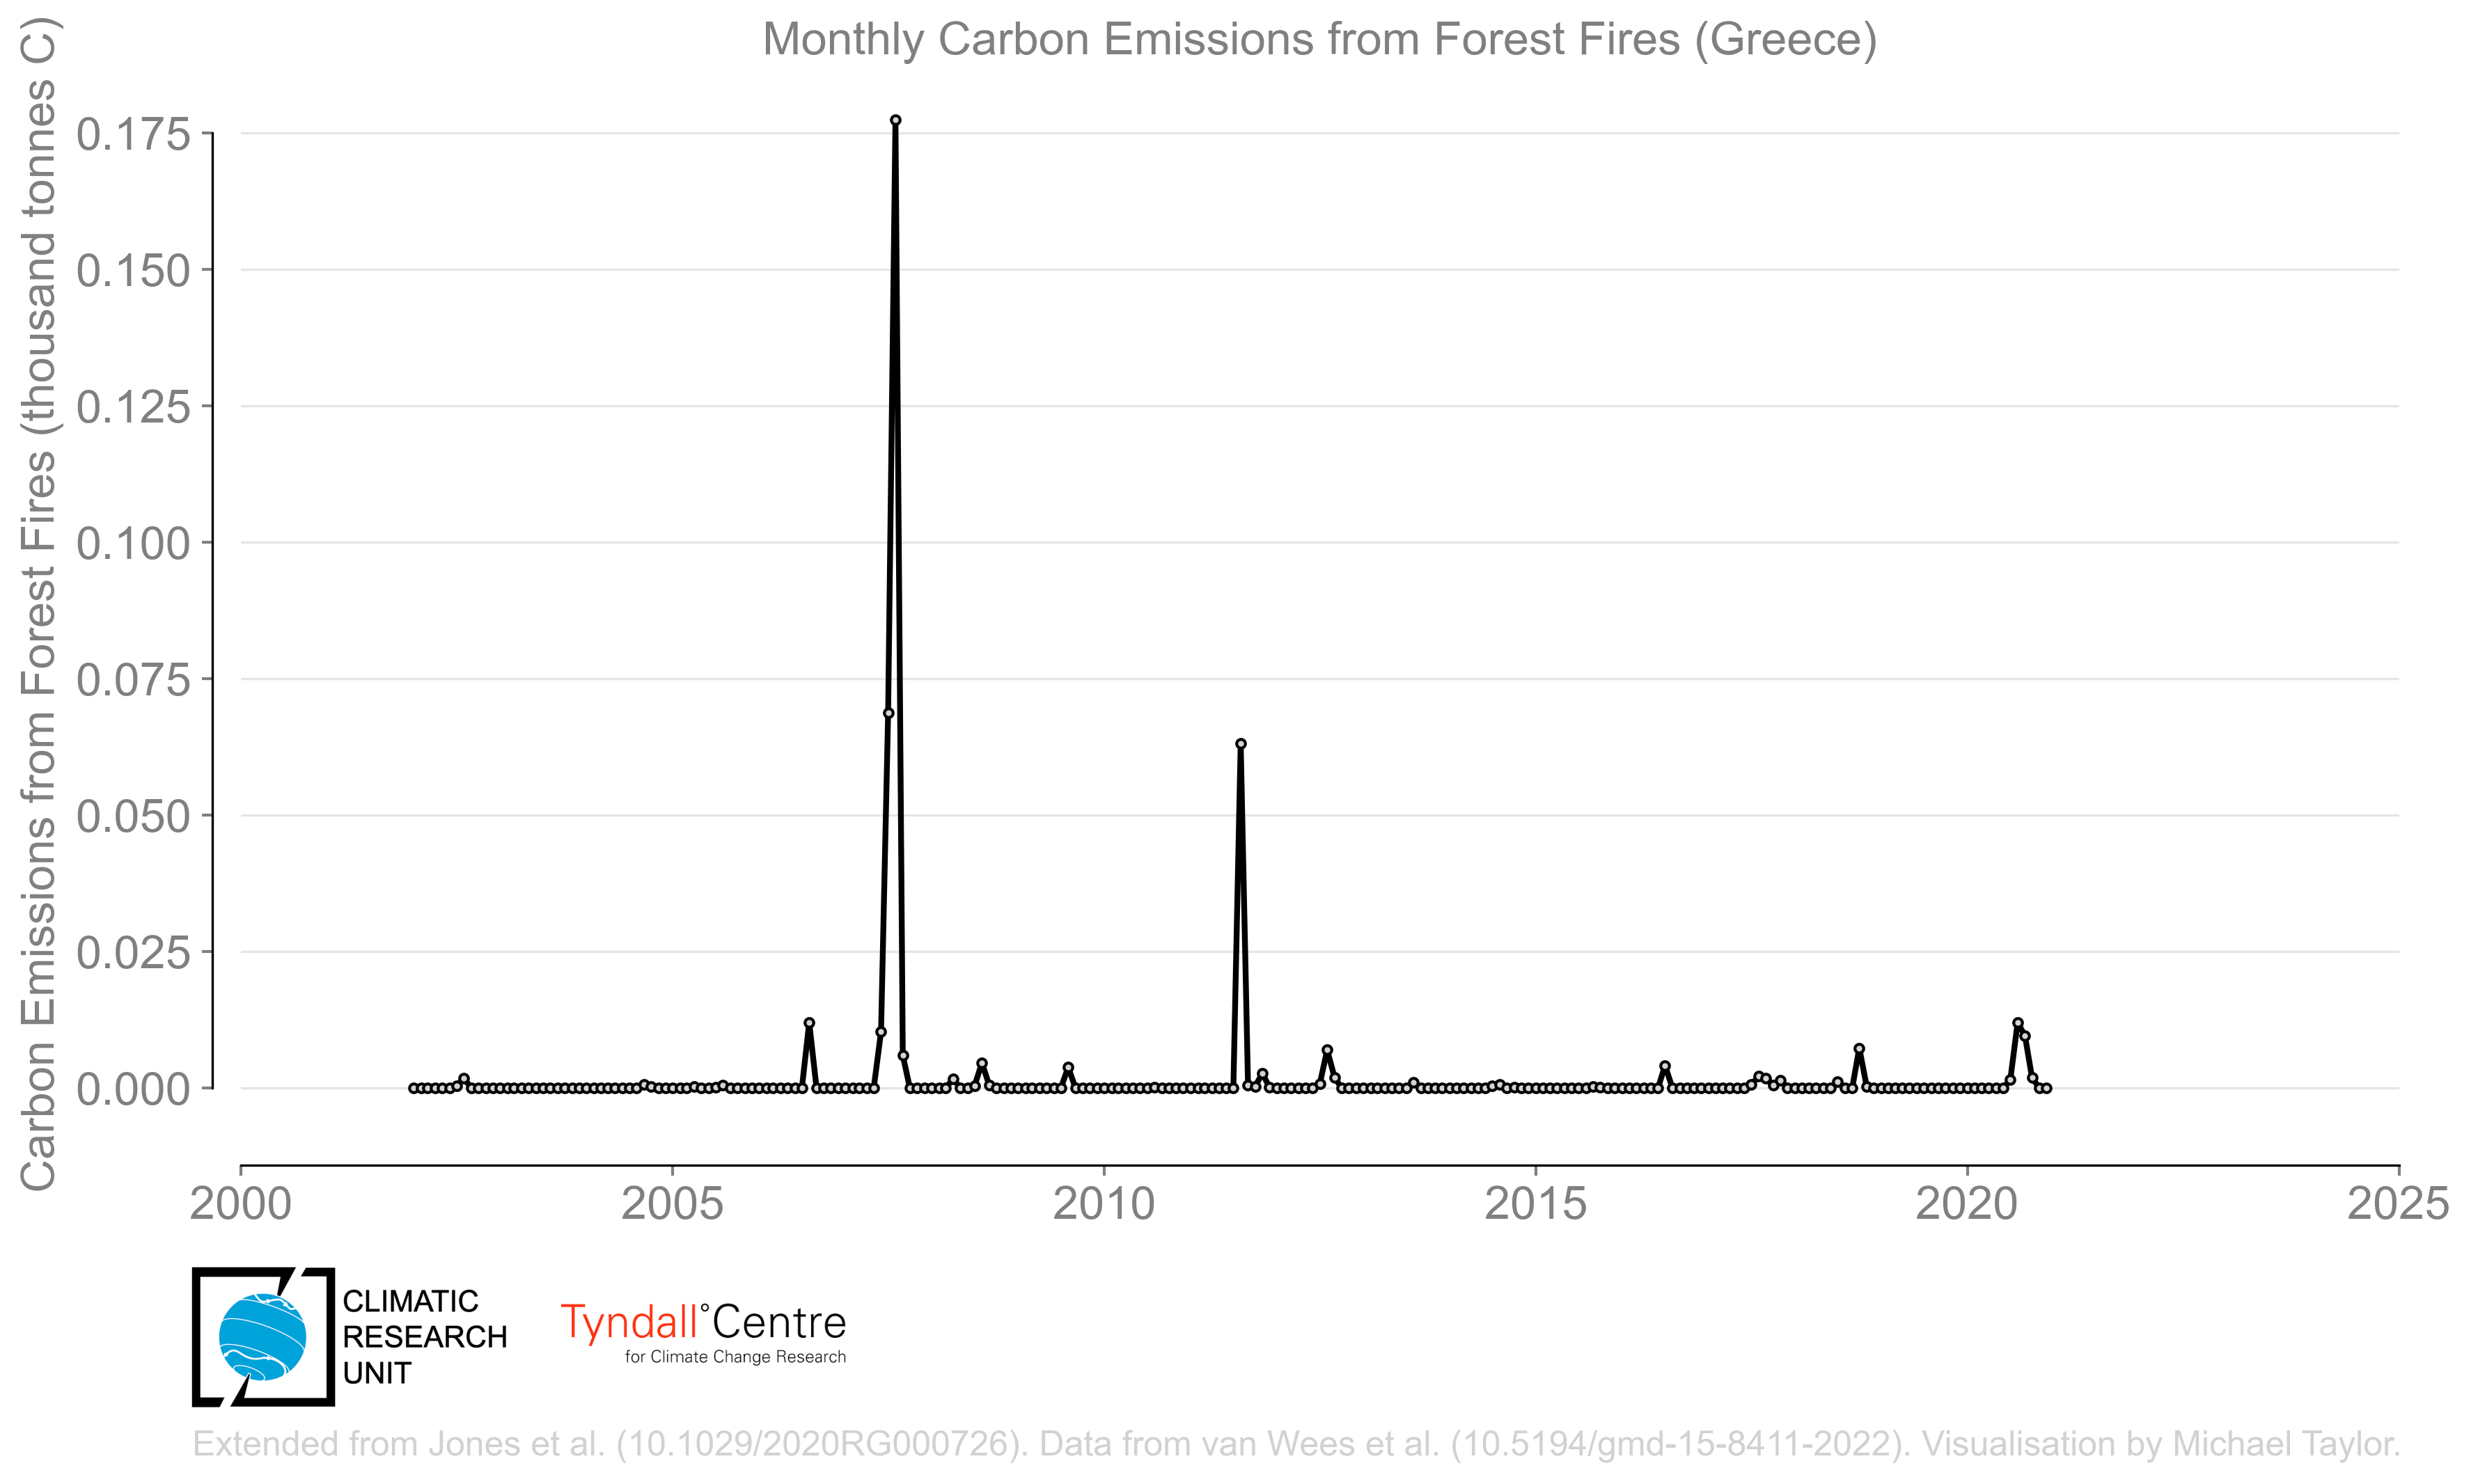 Monthly Carbon Emissions from Forest Fires (Greece)
Carbon Emissions from Forest Fires (thousand tonnes C)
0.175
0.150
0.125
0.100
0.075
0.050
0.025
0.000
2000 2005 2010 2015 2020 2025
CLIMATIC
RESEARCH
UNIT
Tyndall°Centre
for Climate Change Research
Extended from Jones et al. (10.1029/2020RG000726). Data from van Wees et al. (10.5194/gmd-15-8411-2022). Visualisation by Michael Taylor.